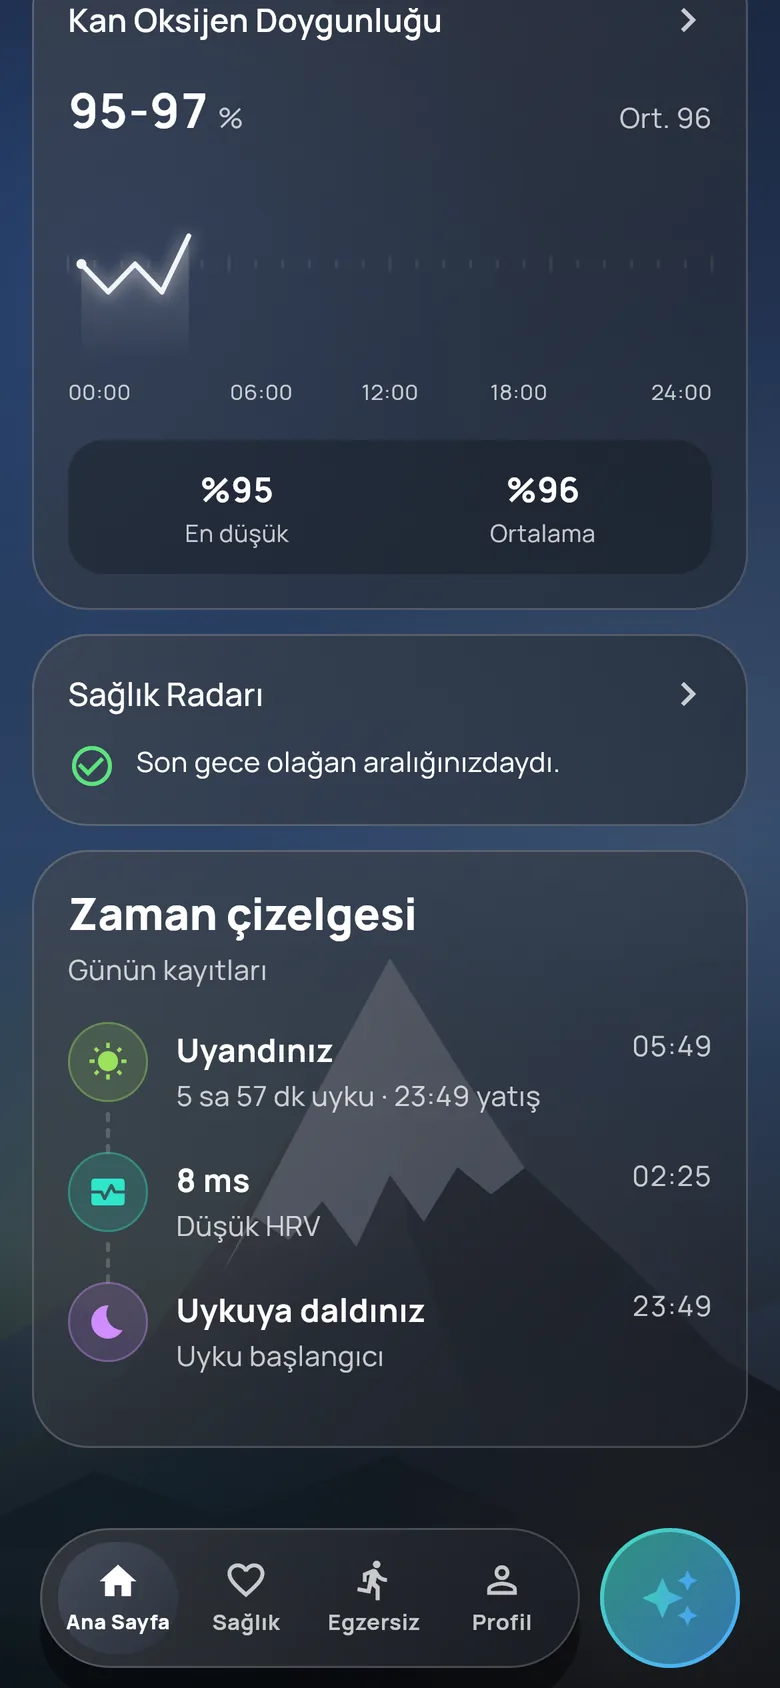 Kan Oksijen Doygunluğu
95-97 %
Ort. 96
00:00 06:00 12:00 18:00 24:00
%95 %96
En düşük Ortalama
Sağlık Radarı
Son gece olağan aralığınızdaydı.
Zaman çizelgesi
Günün kayıtları
Uyandınız 05:49
5 sa 57 dk uyku · 23:49 yatış
8 ms 02:25
Düşük HRV
Uykuya daldınız 23:49
Uyku başlangıcı
Ana Sayfa Sağlık Egzersiz Profil